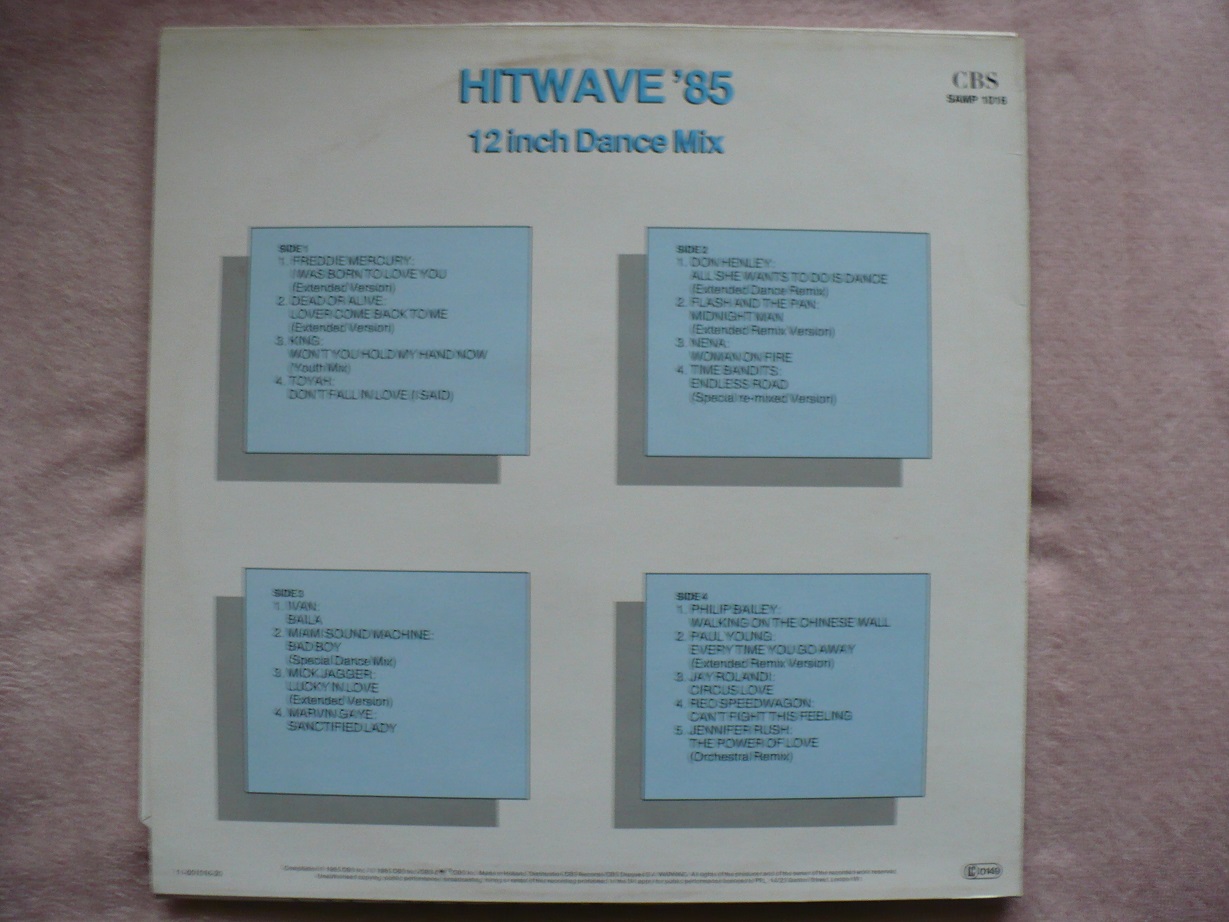 HITWAVE '85
12 inch Dance Mix
CBS
SAMP 1016
SIDE 1
1. FREDDIE MERCURY:
I WAS BORN TO LOVE YOU
(Extended Version)
2. DEAD OR ALIVE:
LOVER COME BACK TO ME
(Extended Version)
3. KING:
WON'T YOU HOLD MY HAND NOW
(Youth Mix)
4. TOYAH:
DON'T FALL IN LOVE (I SAID)
SIDE 2
1. DON HENLEY:
ALL SHE WANTS TO DO IS DANCE
(Extended Dance Remix)
2. FLASH AND THE PAN:
MIDNIGHT MAN
(Extended Remix Version)
3. NENA:
WOMAN ON FIRE
4. TIME BANDITS:
ENDLESS ROAD
(Special re-mixed Version)
SIDE 3
1. IVAN:
BAILA
2. MIAMI SOUND MACHINE:
BAD BOY
(Special Dance Mix)
3. MICK JAGGER:
LUCKY IN LOVE
(Extended Version)
4. MARVIN GAYE:
SANCTIFIED LADY
SIDE 4
1. PHILIP BAILEY:
WALKING ON THE CHINESE WALL
2. PAUL YOUNG:
EVERY TIME YOU GO AWAY
(Extended Remix Version)
3. JAY ROLANDI:
CIRCUS LOVE
4. REO SPEEDWAGON:
CAN'T FIGHT THIS FEELING
5. JENNIFER RUSH:
THE POWER OF LOVE
(Orchestral Remix)